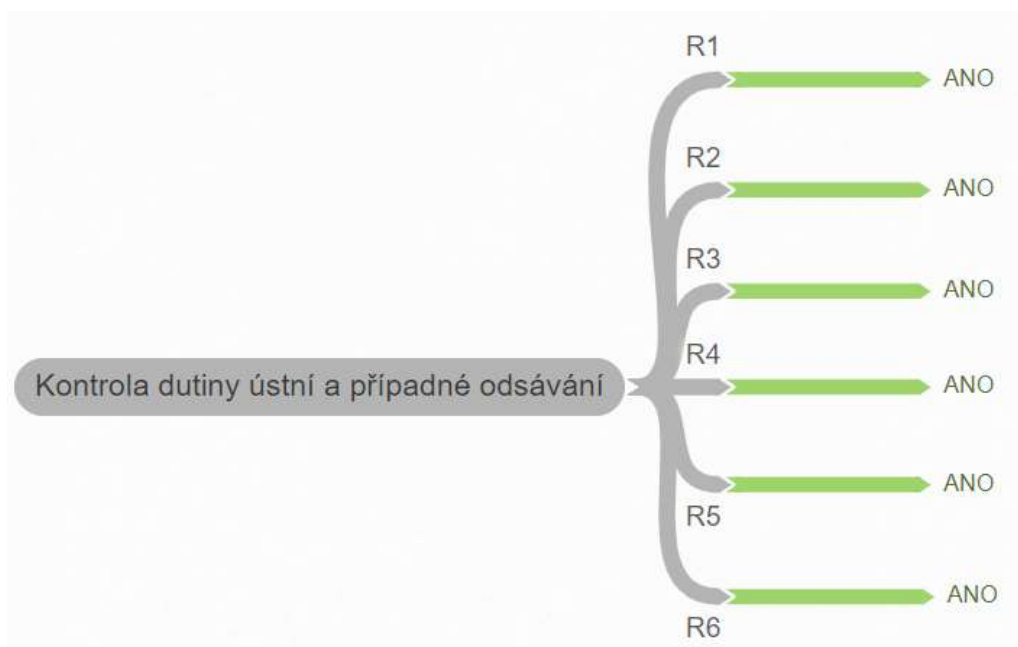 R1
ANO
R2
ANO
R3
ANO
R4
Kontrola dutiny ústní a případné odsávání
ANO
ANO
R5
ANO
R6